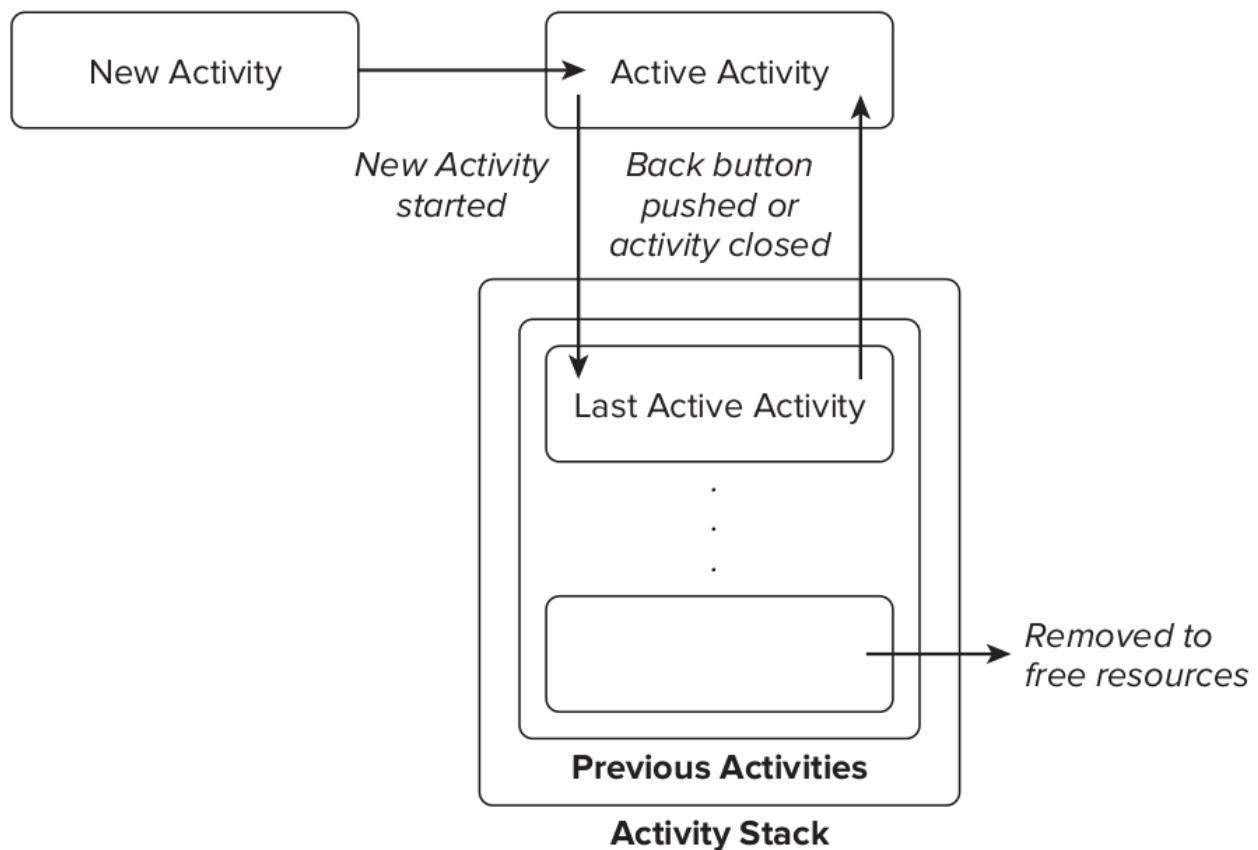 New Activity
Active Activity
New Activity
started
Back button
pushed or
activity closed
Last Active Activity
.
.
.
Removed to
free resources
Previous Activities
Activity Stack